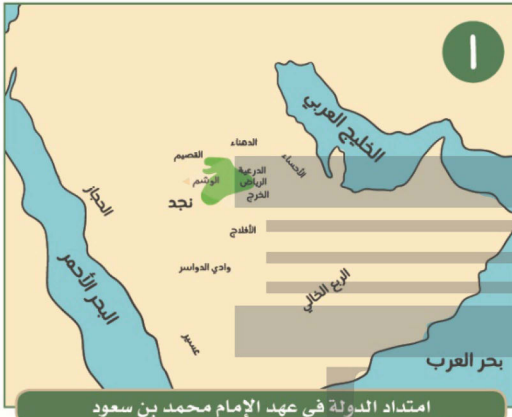 ١
الخليج العربي
الدهناء
القصيم
الأحساء
الدرعية
الوشم
الرياض
الخرج
نجد
الحجاز
الأفلاج
وادي الدواسر
البحر الأحمر
الربع الخالي
عسير
بحر العرب
امتداد الدولة في عهد الإمام محمد بن سعود